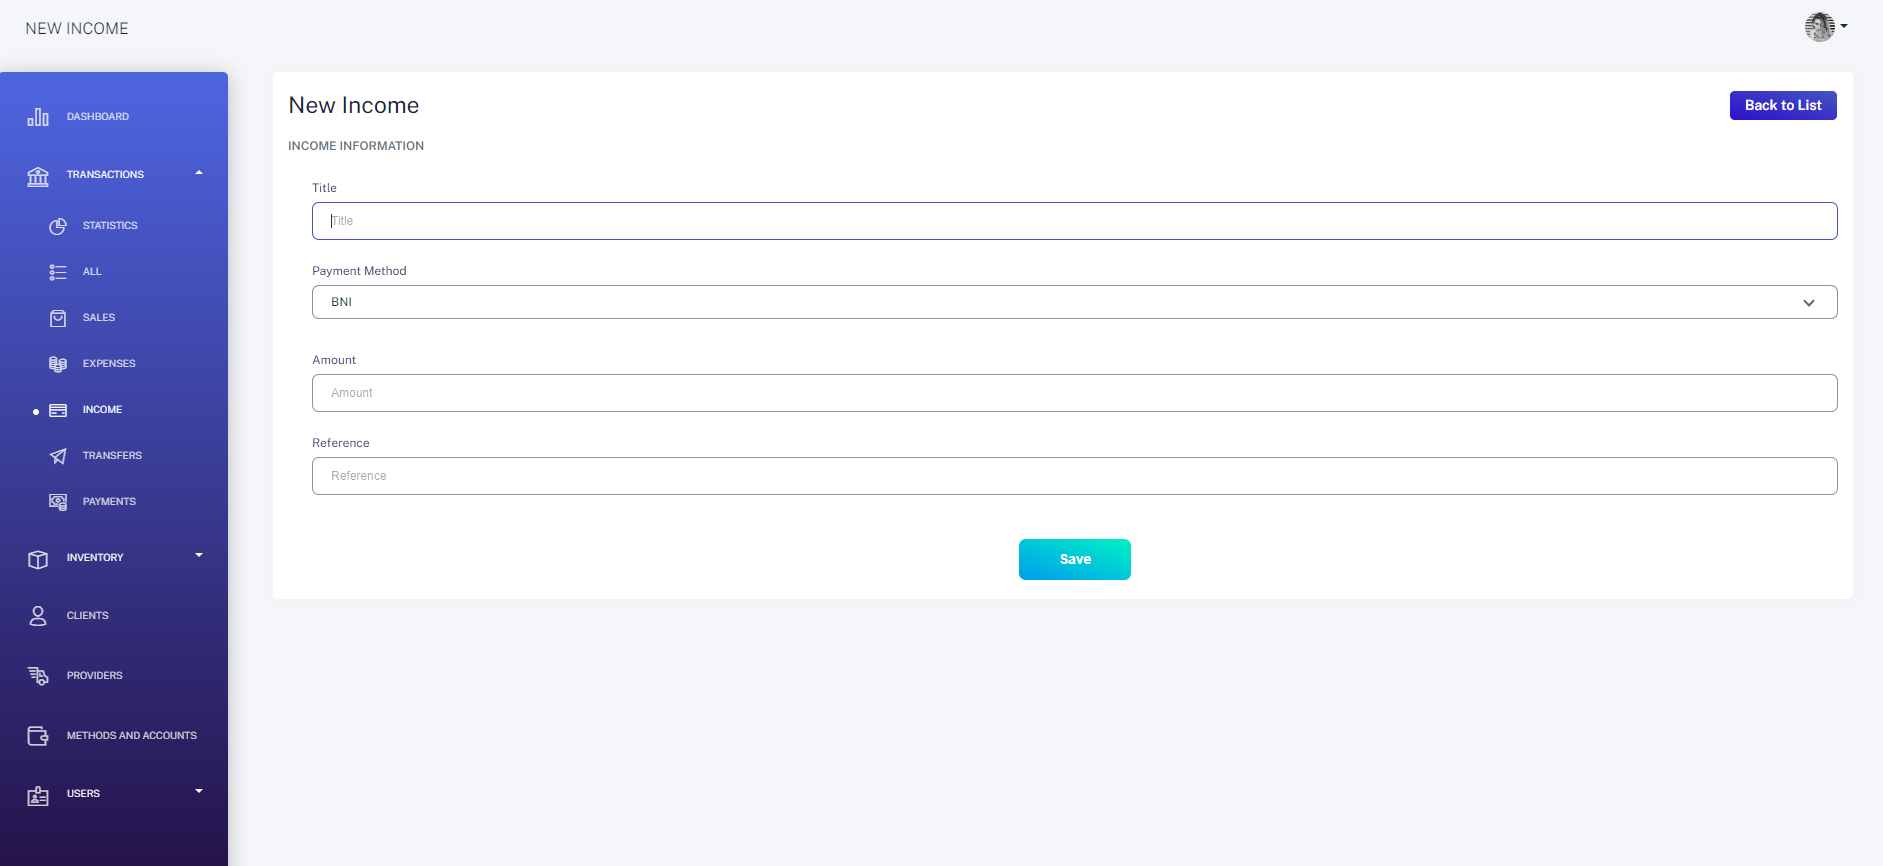 NEW INCOME
DASHBOARD
TRANSACTIONS
STATISTICS
ALL
SALES
EXPENSES
INCOME
TRANSFERS
PAYMENTS
INVENTORY
CLIENTS
PROVIDERS
METHODS AND ACCOUNTS
USERS
New Income
Back to List
INCOME INFORMATION
Title
Title
Payment Method
BNI
Amount
Amount
Reference
Reference
Save